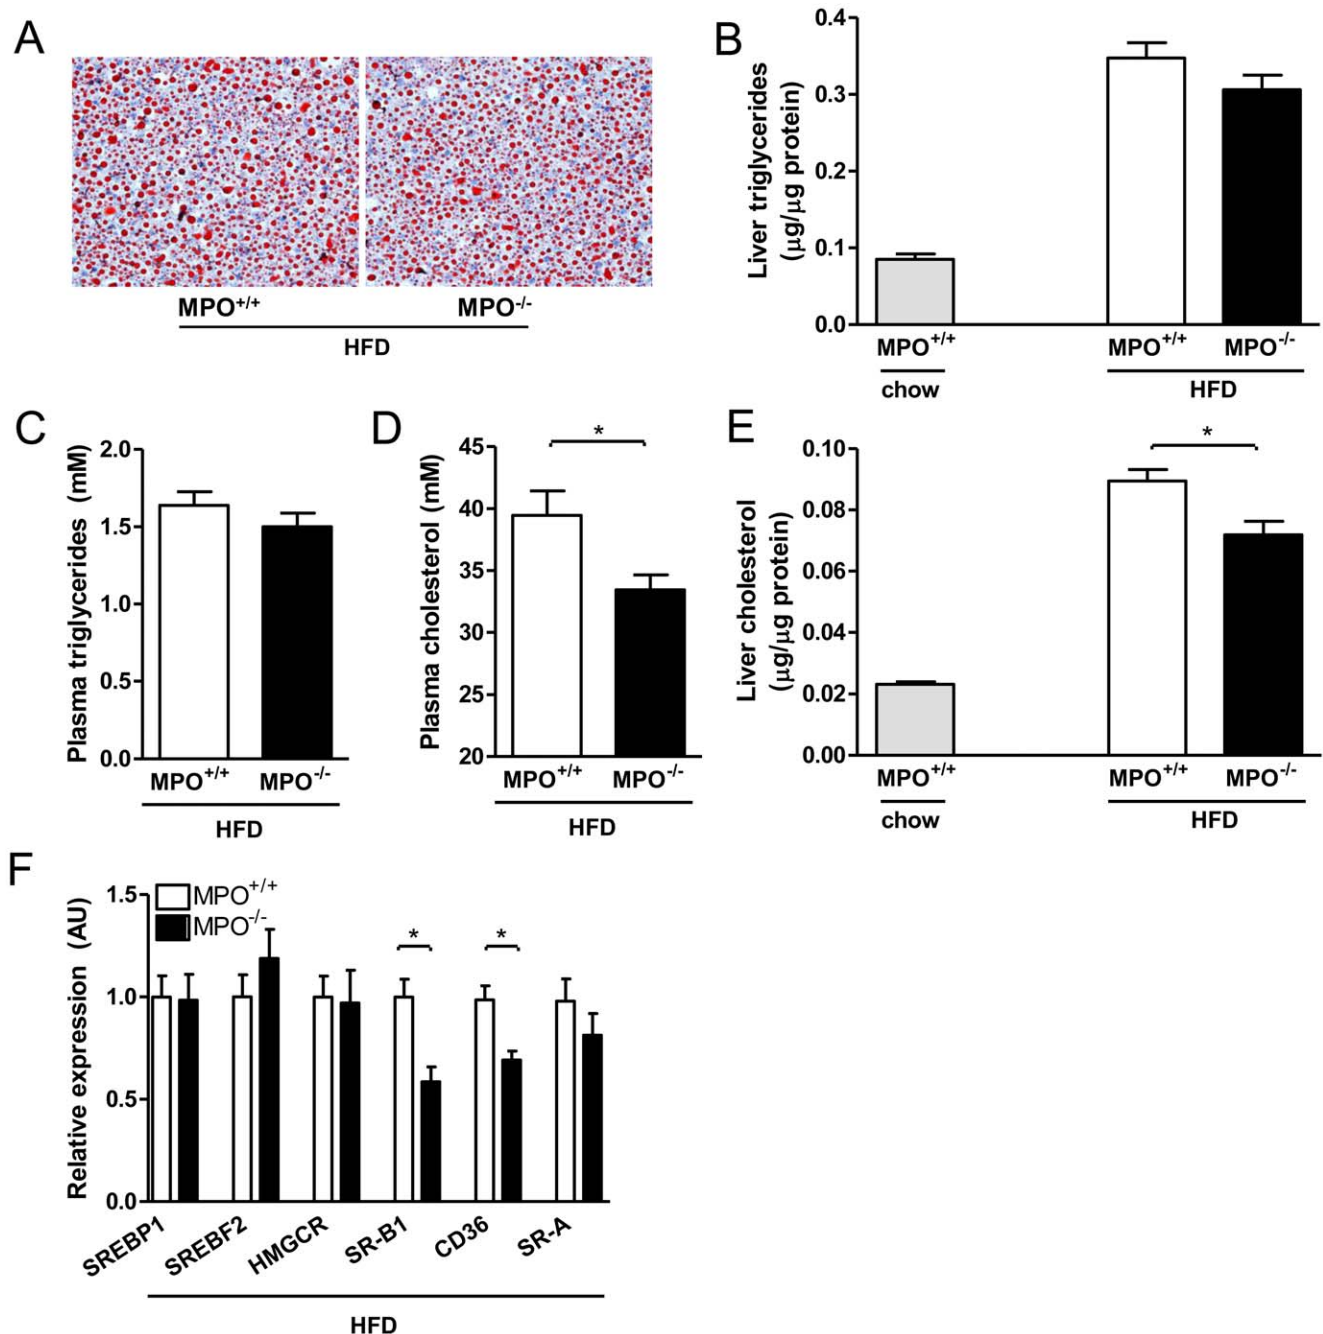 A
MPO+/+ MPO-/-
HFD
B
Liver triglycerides
(µg/µg protein)
0.4
0.3
0.2
0.1
0.0
MPO+/+ MPO+/+ MPO-/-
chow HFD
C
Plasma triglycerides (mM)
2.0
1.5
1.0
0.5
0.0
MPO+/+ MPO-/-
HFD
D
Plasma cholesterol (mM)
45
40
35
30
25
20
*
MPO+/+ MPO-/-
HFD
E
Liver cholesterol
(µg/µg protein)
0.10
0.08
0.06
0.04
0.02
0.00
*
MPO+/+ MPO+/+ MPO-/-
chow HFD
F
Relative expression (AU)
1.5
1.0
0.5
0.0
MPO+/+
MPO-/-
* *
SREBP1 SREBF2 HMGCR SR-B1 CD36 SR-A
HFD